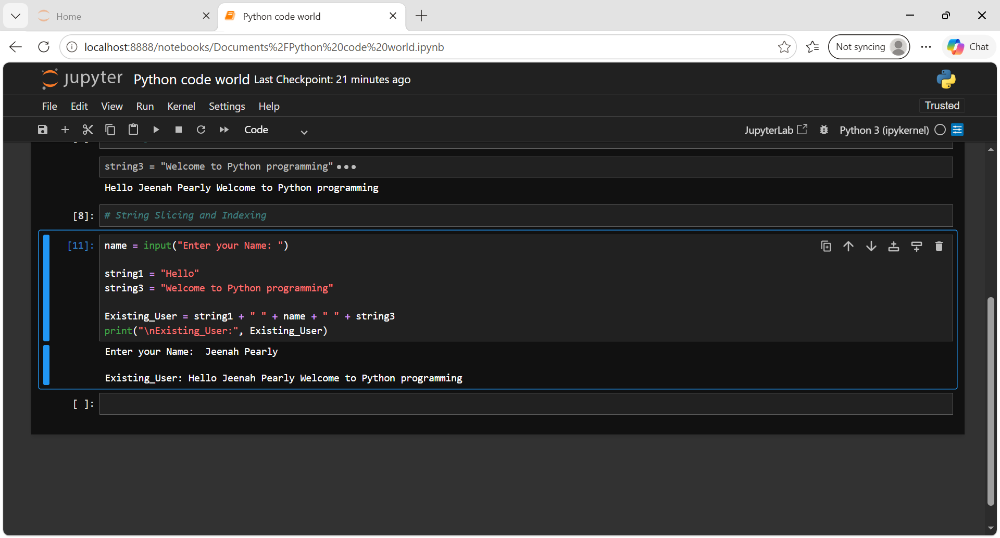 Home
Python code world
localhost:8888/notebooks/Documents%2FPython%20code%20world.ipynb
Not syncing
Chat
jupyter Python code world Last Checkpoint: 21 minutes ago
File Edit View Run Kernel Settings Help
Trusted
Code
JupyterLab
Python 3 (ipykernel)
string3 = "Welcome to Python programming"
Hello Jeenah Pearly Welcome to Python programming
[8]: # String Slicing and Indexing
[11]: name = input("Enter your Name: ")
string1 = "Hello"
string3 = "Welcome to Python programming"
Existing_User = string1 + " " + name + " " + string3
print("\nExisting_User:", Existing_User)
Enter your Name:  Jeenah Pearly
Existing_User: Hello Jeenah Pearly Welcome to Python programming
[ ]: